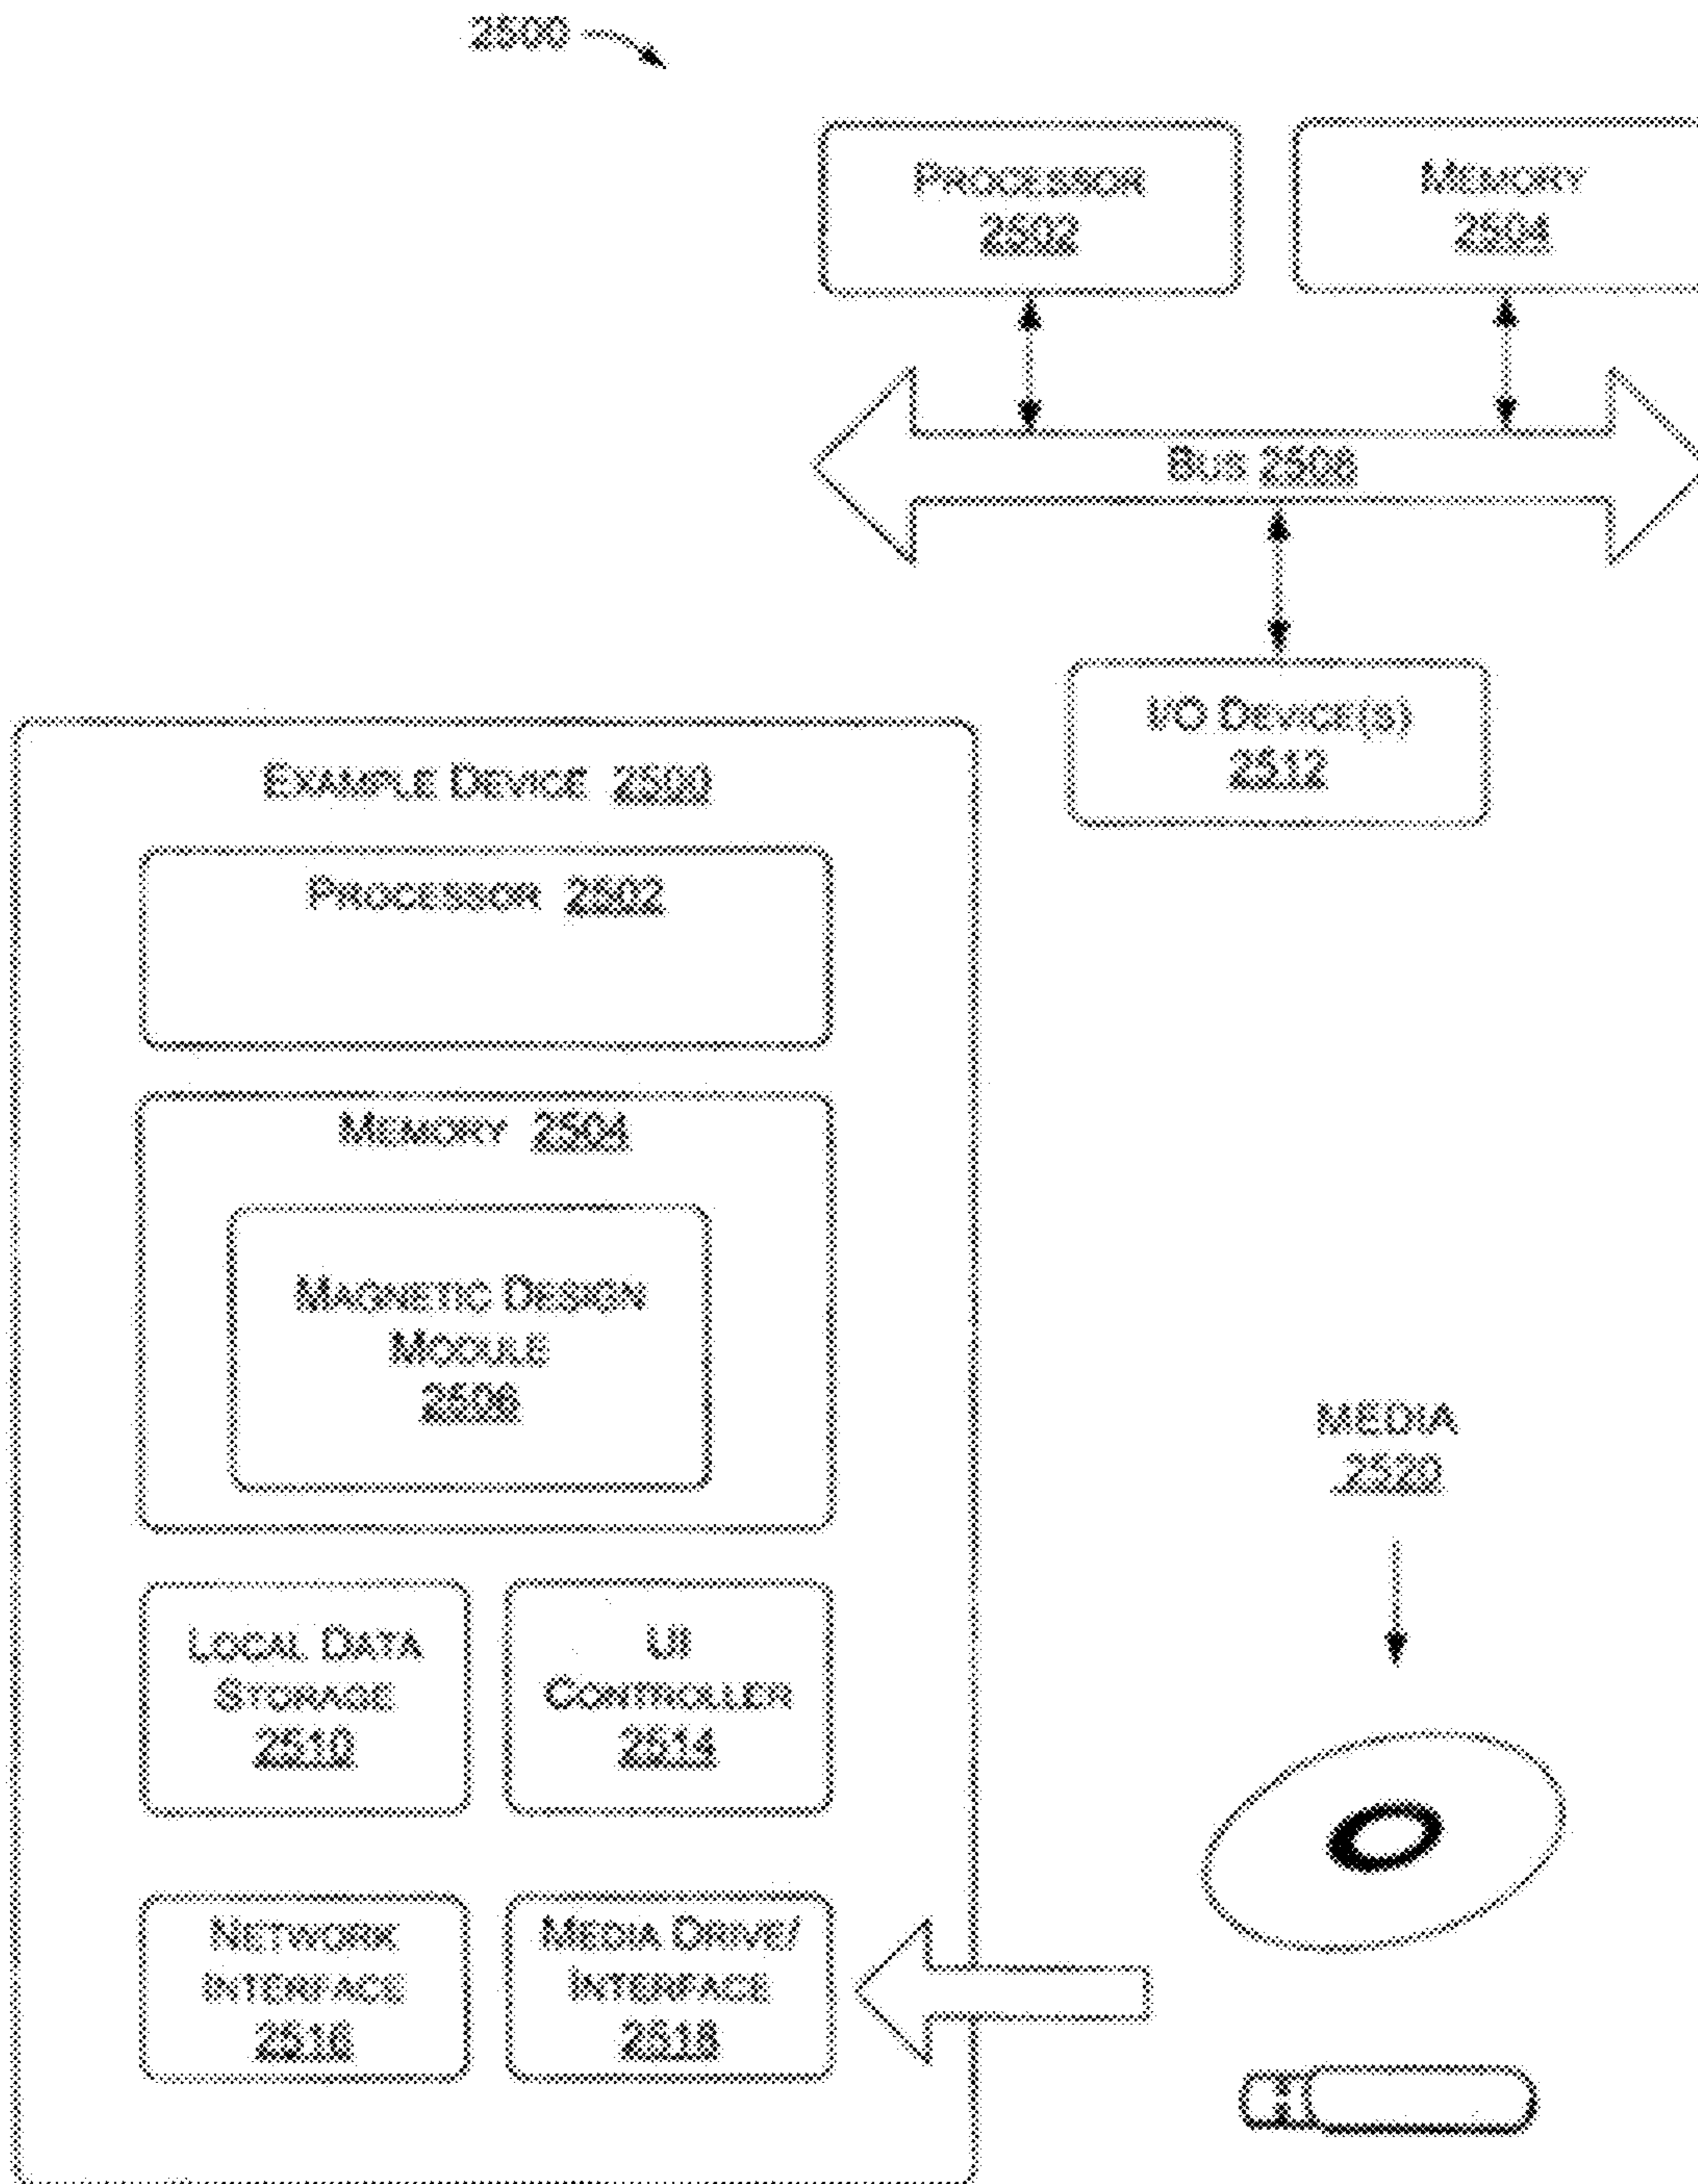 2500
PROCESSOR
2502
MEMORY
2504
BUS 2508
I/O DEVICE(S)
2512
EXAMPLE DEVICE 2500
PROCESSOR 2502
MEMORY 2504
MAGNETIC DESIGN
MODULE
2506
LOCAL DATA
STORAGE
2510
UI
CONTROLLER
2514
NETWORK
INTERFACE
2516
MEDIA DRIVE/
INTERFACE
2518
MEDIA
2520